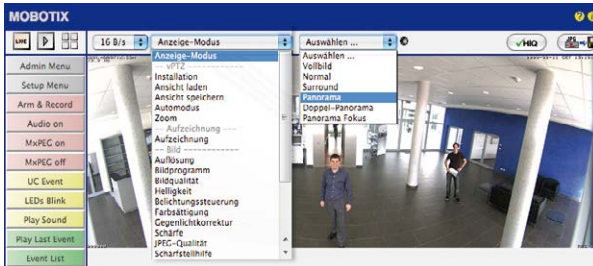 MOBOTIX
LIVE
16 B/s
Anzeige-Modus
Auswählen ...
HIQ
JPG
Admin Menu
Setup Menu
Arm & Record
Audio on
MxPEG on
MxPEG off
UC Event
LEDs Blink
Play Sound
Play Last Event
Event List
Anzeige-Modus
--- vPTZ ---
Installation
Ansicht laden
Ansicht speichern
Automodus
Zoom
-- Aufzeichnung ---
Aufzeichnung
-- Bild ------------
Auflösung
Bildprogramm
Bildqualität
Helligkeit
Belichtungssteuerung
Farbsättigung
Gegenlichtkorrektur
Schärfe
JPEG-Qualität
Scharfstellhilfe
Auswählen ...
Vollbild
Normal
Surround
Panorama
Doppel-Panorama
Panorama Fokus